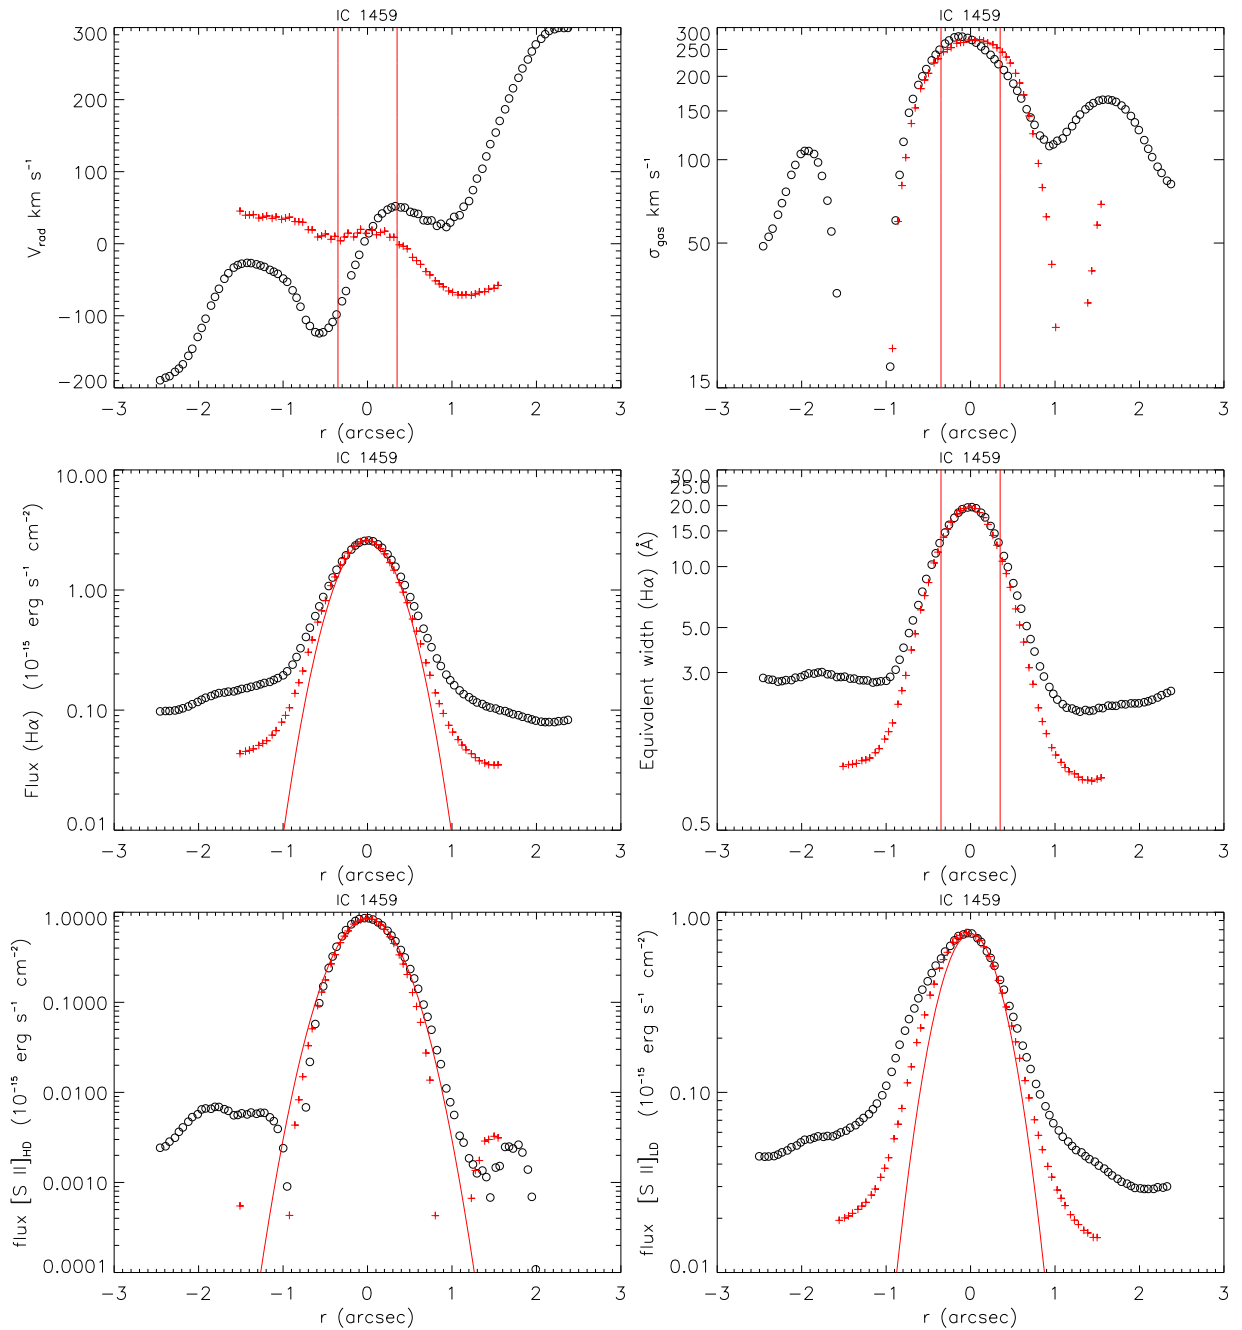 IC 1459
300
200
100
0
−100
−200
V_rad km s⁻¹
−3 −2 −1 0 1 2 3
r (arcsec)
IC 1459
300
250
200
150
100
50
15
σ_gas km s⁻¹
−3 −2 −1 0 1 2 3
r (arcsec)
IC 1459
10.00
1.00
0.10
0.01
Flux (Hα) (10⁻¹⁵ erg s⁻¹ cm⁻²)
−3 −2 −1 0 1 2 3
r (arcsec)
IC 1459
30.0
25.0
20.0
15.0
10.0
5.0
3.0
0.5
Equivalent width (Hα) (Å)
−3 −2 −1 0 1 2 3
r (arcsec)
IC 1459
1.0000
0.1000
0.0100
0.0010
0.0001
flux [S II]_HD (10⁻¹⁵ erg s⁻¹ cm⁻²)
−3 −2 −1 0 1 2 3
r (arcsec)
IC 1459
1.00
0.10
0.01
flux [S II]_LD (10⁻¹⁵ erg s⁻¹ cm⁻²)
−3 −2 −1 0 1 2 3
r (arcsec)